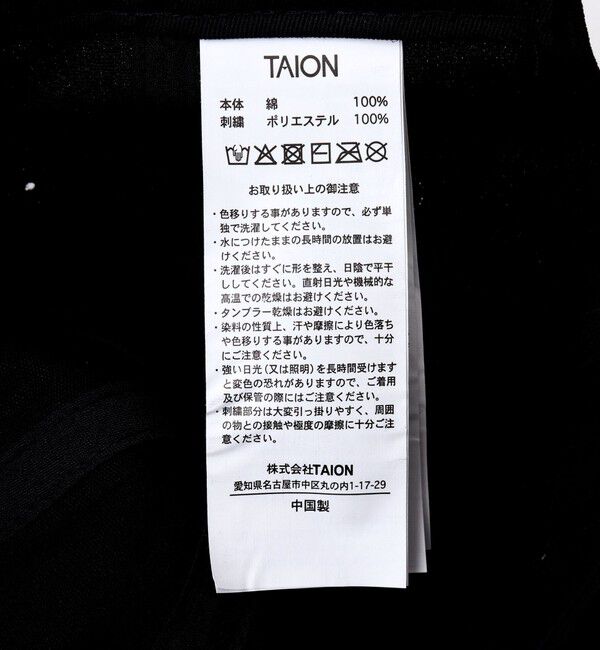 TAION
本体 綿 100%
刺繍 ポリエステル 100%
お取り扱い上の御注意
・色移りする事がありますので、必ず単
独で洗濯してください。
・水につけたままの長時間の放置はお避
けください。
・洗濯後はすぐに形を整え、日陰で平干
ししてください。直射日光や機械的な
高温での乾燥はお避けください。
・タンブラー乾燥はお避けください。
・染料の性質上、汗や摩擦により色落ち
や色移りする事がありますので、十分
にご注意ください。
・強い日光(又は照明)を長時間受けますと
と変色の恐れがありますので、ご着用
及び保管の際にはご注意ください。
・刺繍部分は大変引っ掛りやすく、周囲
の物との接触や極度の摩擦に十分ご注
意ください。
株式会社TAION
愛知県名古屋市中区丸の内1-17-29
中国製